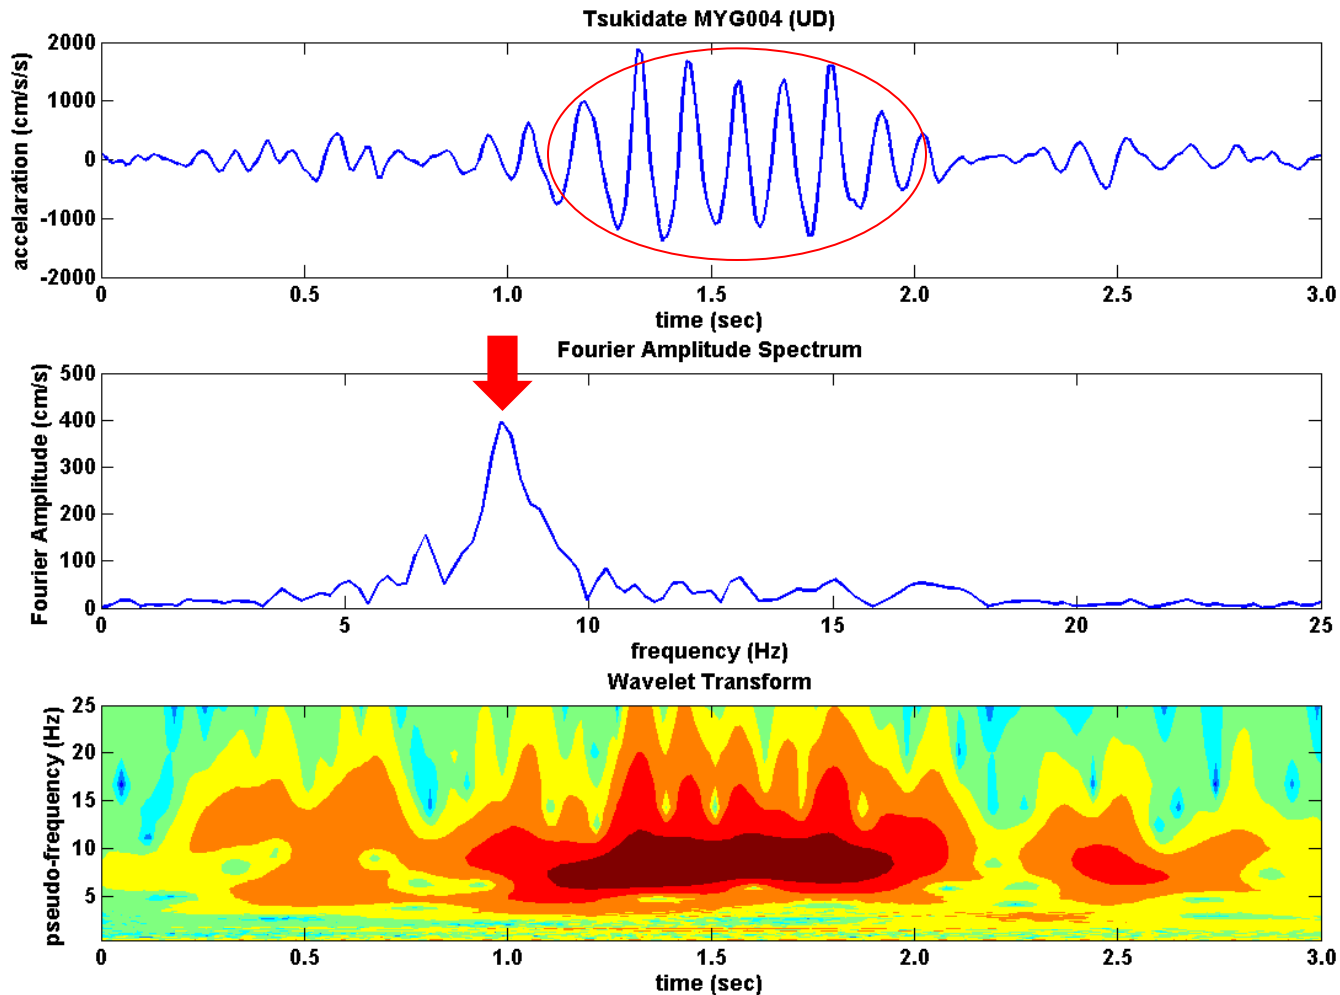 Tsukidate MYG004 (UD)
accelaration (cm/s/s)
2000
1000
0
-1000
-2000
0 0.5 1.0 1.5 2.0 2.5 3.0
time (sec)
Fourier Amplitude Spectrum
Fourier Amplitude (cm/s)
500
400
300
200
100
0
0 5 10 15 20 25
frequency (Hz)
Wavelet Transform
pseudo-frequency (Hz)
25
20
15
10
5
0 0.5 1.0 1.5 2.0 2.5 3.0
time (sec)